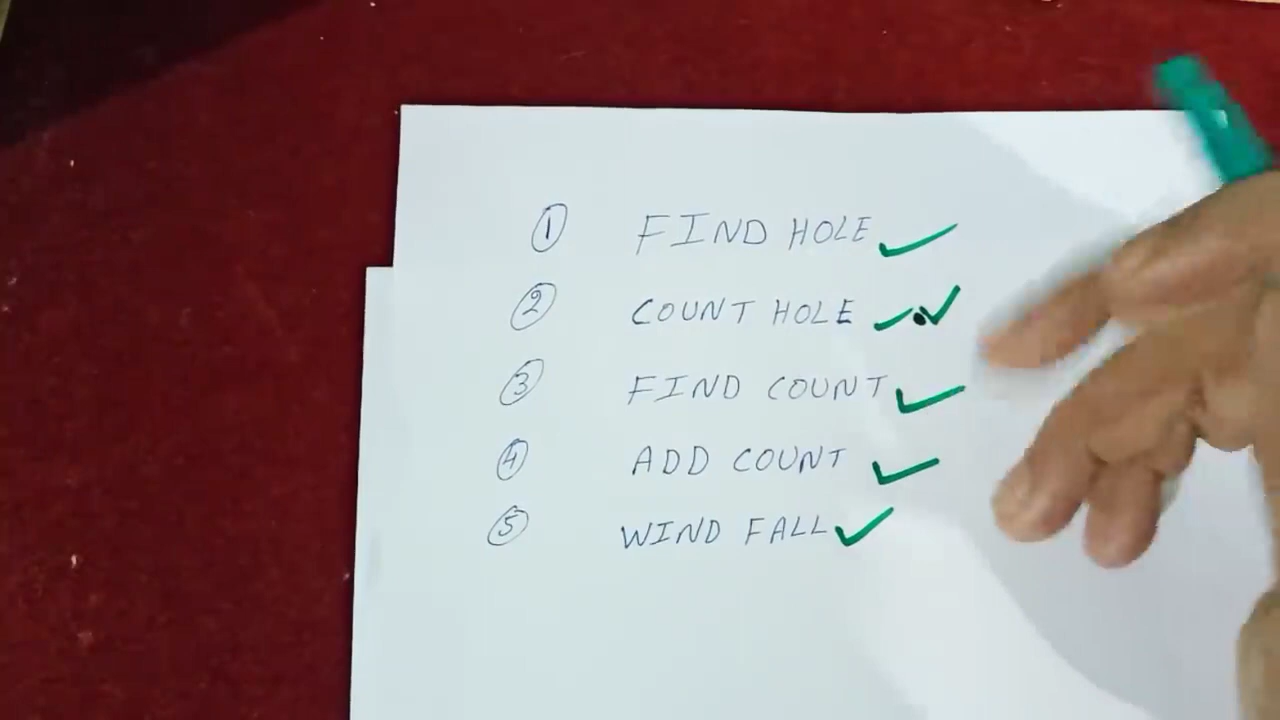 ① FIND HOLE ✓
② COUNT HOLE ✓•✓
③ FIND COUNT ✓
④ ADD COUNT ✓
⑤ WIND FALL ✓